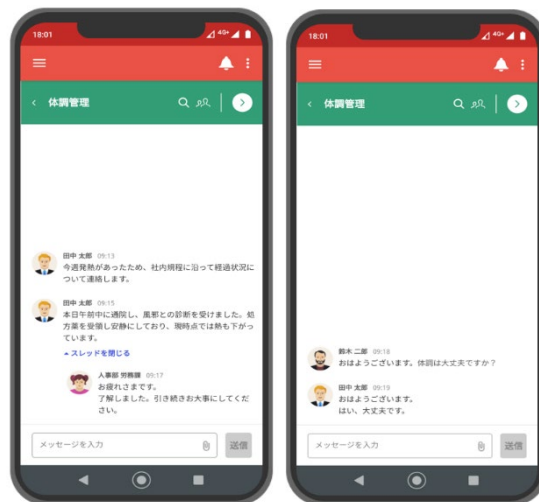 18:01
4G+
体調管理
田中 太郎 09:13
今週発熱があったため、社内規程に沿って経過状況に
ついて連絡します。
田中 太郎 09:15
本日午前中に通院し、風邪との診断を受けました。処
方薬を受領し安静にしており、現時点では熱も下がっ
ています。
スレッドを閉じる
人事部 労務課 09:17
お疲れさまです。
了解しました。引き続きお大事にしてくだ
さい。
メッセージを入力
送信
18:01
4G+
体調管理
鈴木 二郎 09:18
おはようございます。体調は大丈夫ですか?
田中 太郎 09:19
おはようございます。
はい、大丈夫です。
メッセージを入力
送信